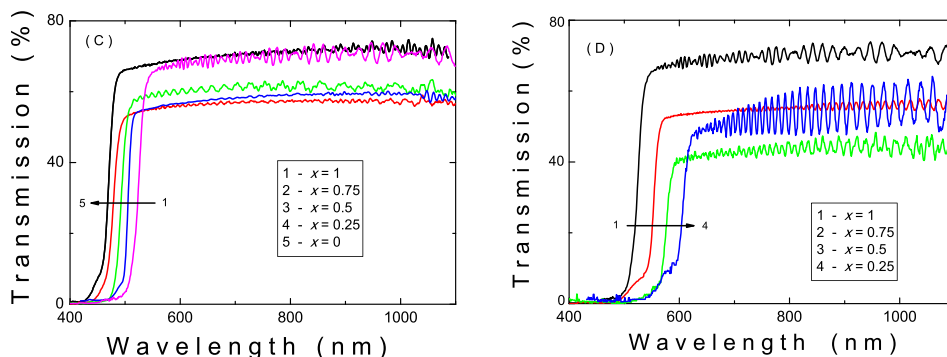 Transmission (%)
80
40
0
(C)
5
1
1 - x = 1
2 - x = 0.75
3 - x = 0.5
4 - x = 0.25
5 - x = 0
400
600
800
1000
Wavelength (nm)
Transmission (%)
80
40
0
(D)
1
4
1 - x = 1
2 - x = 0.75
3 - x = 0.5
4 - x = 0.25
400
600
800
1000
Wavelength (nm)